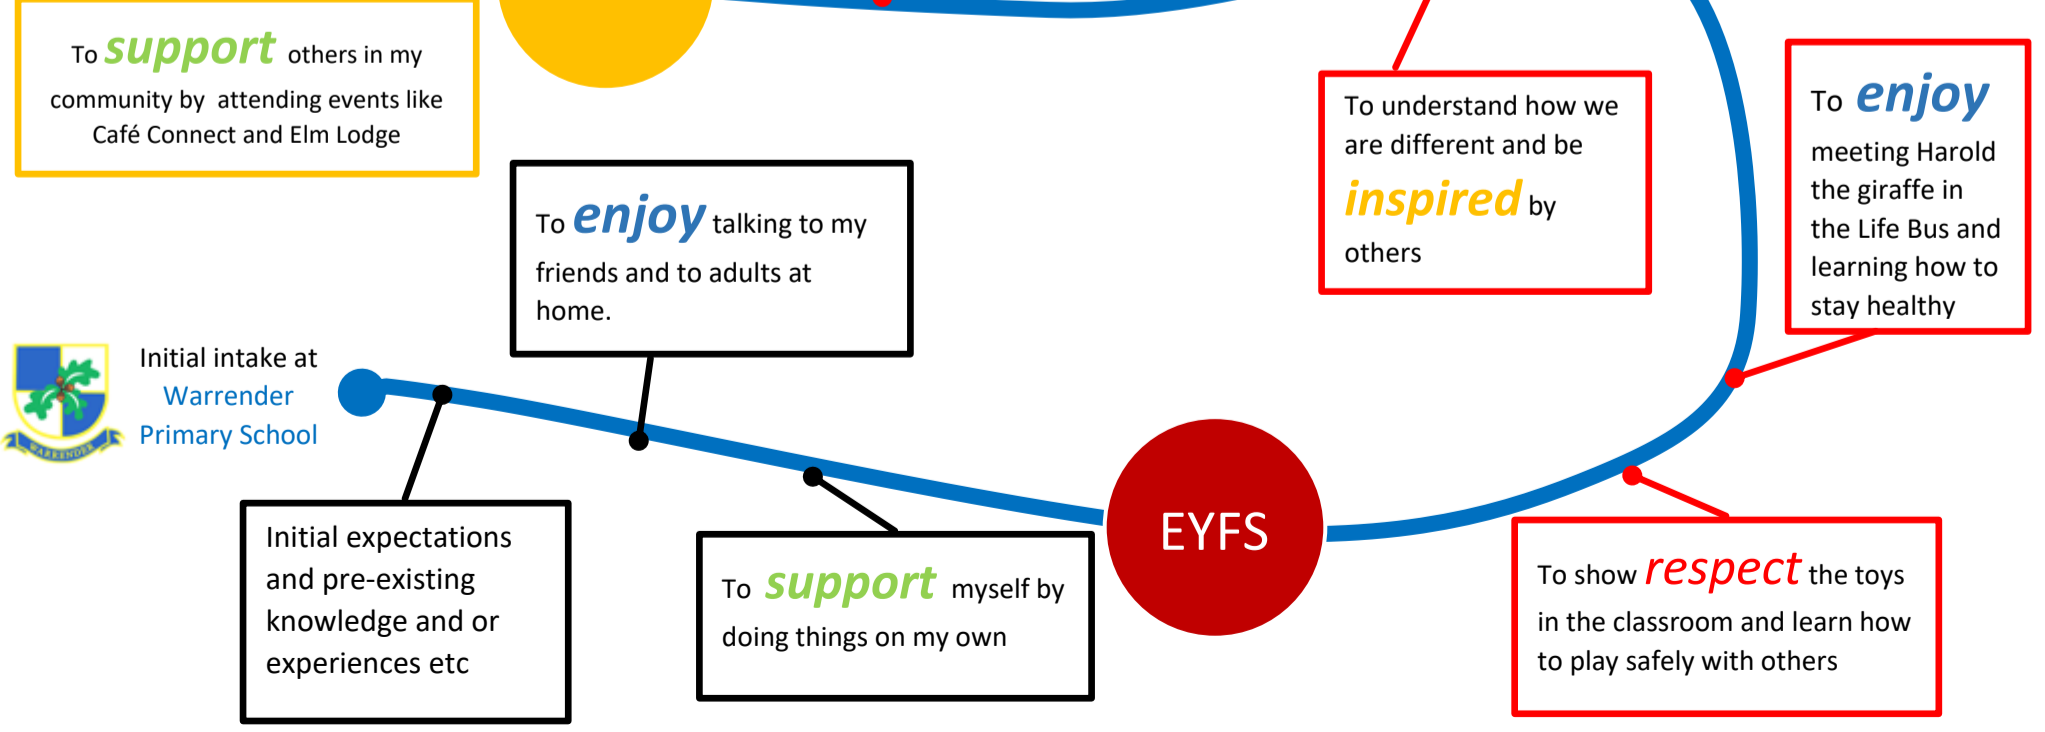 To support others in my
community by attending events like
Café Connect and Elm Lodge
To understand how we
are different and be
inspired by
others
To enjoy
meeting Harold
the giraffe in
the Life Bus and
learning how to
stay healthy
To enjoy talking to my
friends and to adults at
home.
Initial intake at
Warrender
Primary School
WARRENDER
Initial expectations
and pre-existing
knowledge and or
experiences etc
To support myself by
doing things on my own
EYFS
To show respect the toys
in the classroom and learn how
to play safely with others